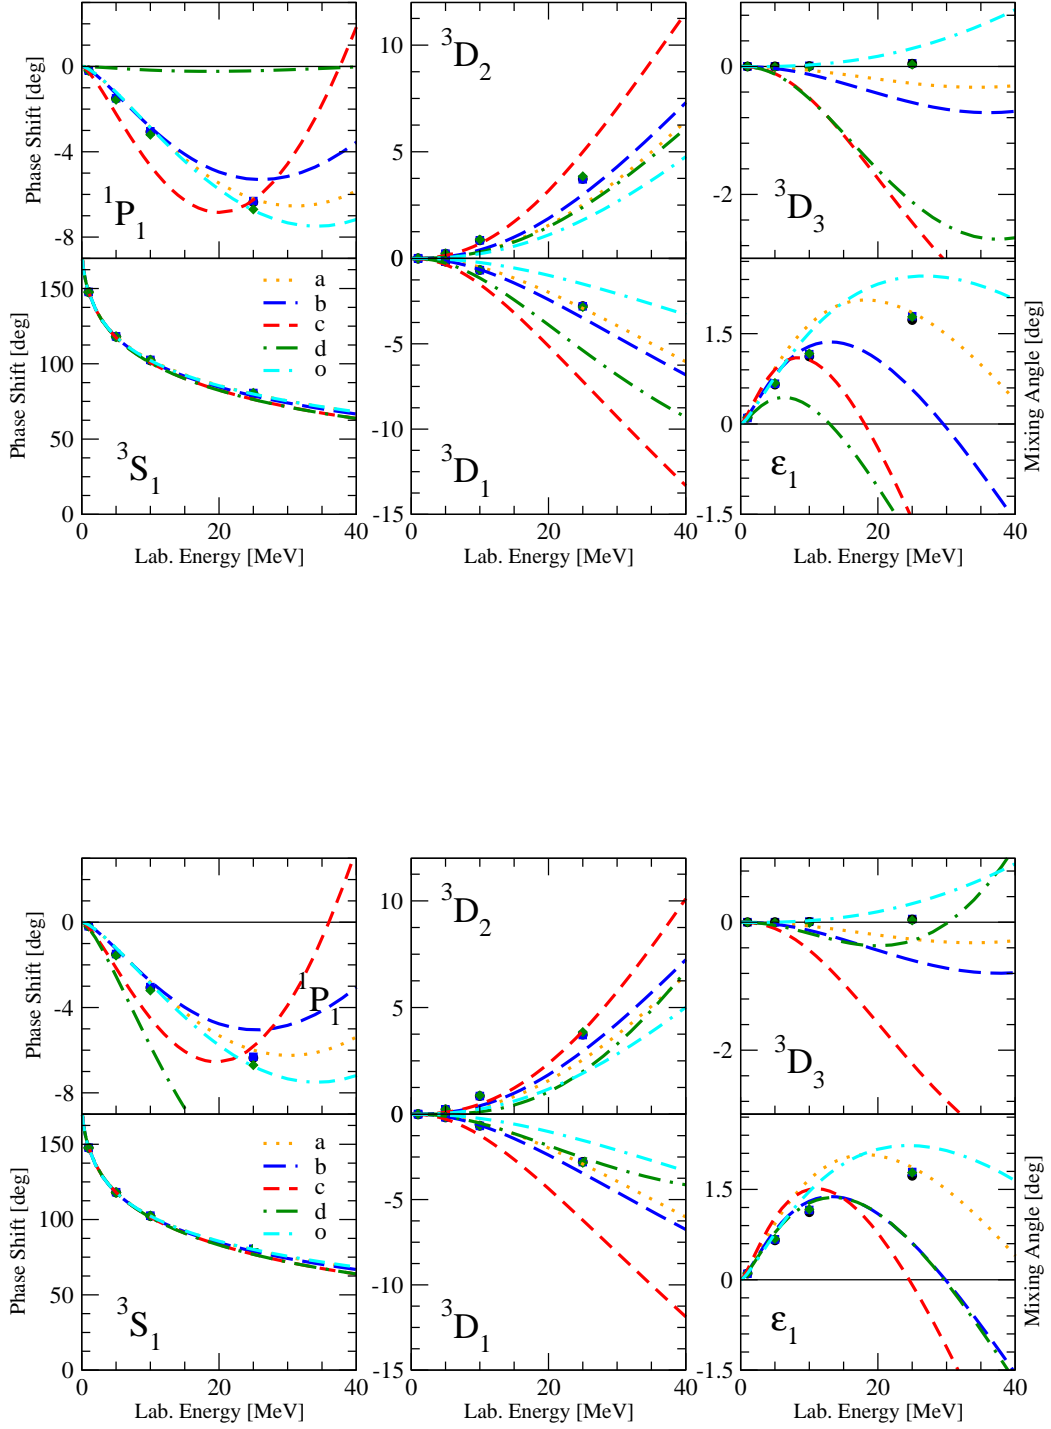 0
-4
-8
Phase Shift [deg]
1P1
10
5
0
3D2
0
-2
3D3
150
100
50
0
Phase Shift [deg]
a
b
c
d
o
3S1
0 20 40
Lab. Energy [MeV]
-5
-10
-15
3D1
0 20 40
Lab. Energy [MeV]
1.5
0
-1.5
ε1
Mixing Angle [deg]
0 20 40
Lab. Energy [MeV]
0
-4
-8
Phase Shift [deg]
1P1
10
5
0
3D2
0
-2
3D3
150
100
50
0
Phase Shift [deg]
a
b
c
d
o
3S1
0 20 40
Lab. Energy [MeV]
-5
-10
-15
3D1
0 20 40
Lab. Energy [MeV]
1.5
0
-1.5
ε1
Mixing Angle [deg]
0 20 40
Lab. Energy [MeV]